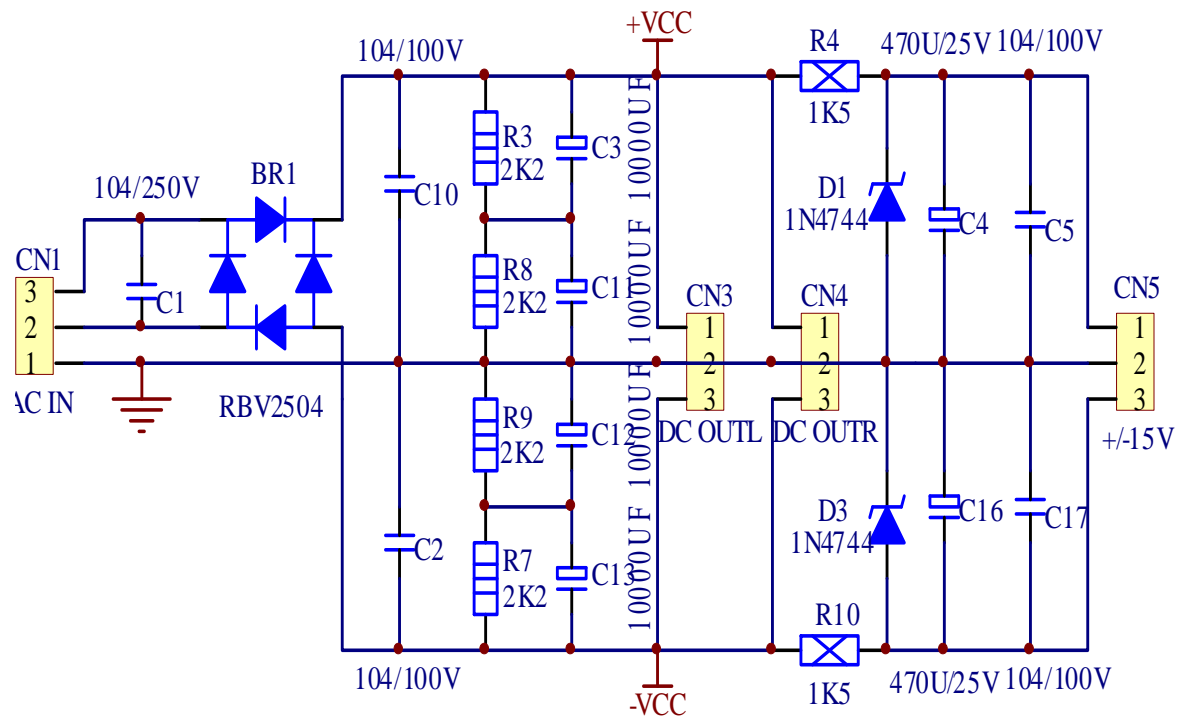 +VCC
104/100V
R4
470U/25V
104/100V
1K5
R3
2K2
C3
10000UF
BR1
104/250V
C10
D1
1N4744
C4
C5
CN1
3
2
1
AC IN
C1
R8
2K2
C11
10000UF
CN3
1
2
3
DC OUTL
CN4
1
2
3
DC OUTR
CN5
1
2
3
+/-15V
RBV2504
R9
2K2
C12
10000UF
C2
R7
2K2
C13
10000UF
D3
1N4744
C16
C17
R10
1K5
104/100V
470U/25V
104/100V
-VCC